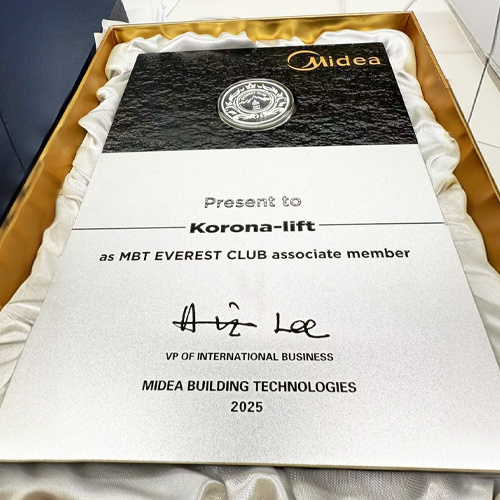 Midea
Present to
Korona-lift
as MBT EVEREST CLUB associate member
VP OF INTERNATIONAL BUSINESS
MIDEA BUILDING TECHNOLOGIES
2025